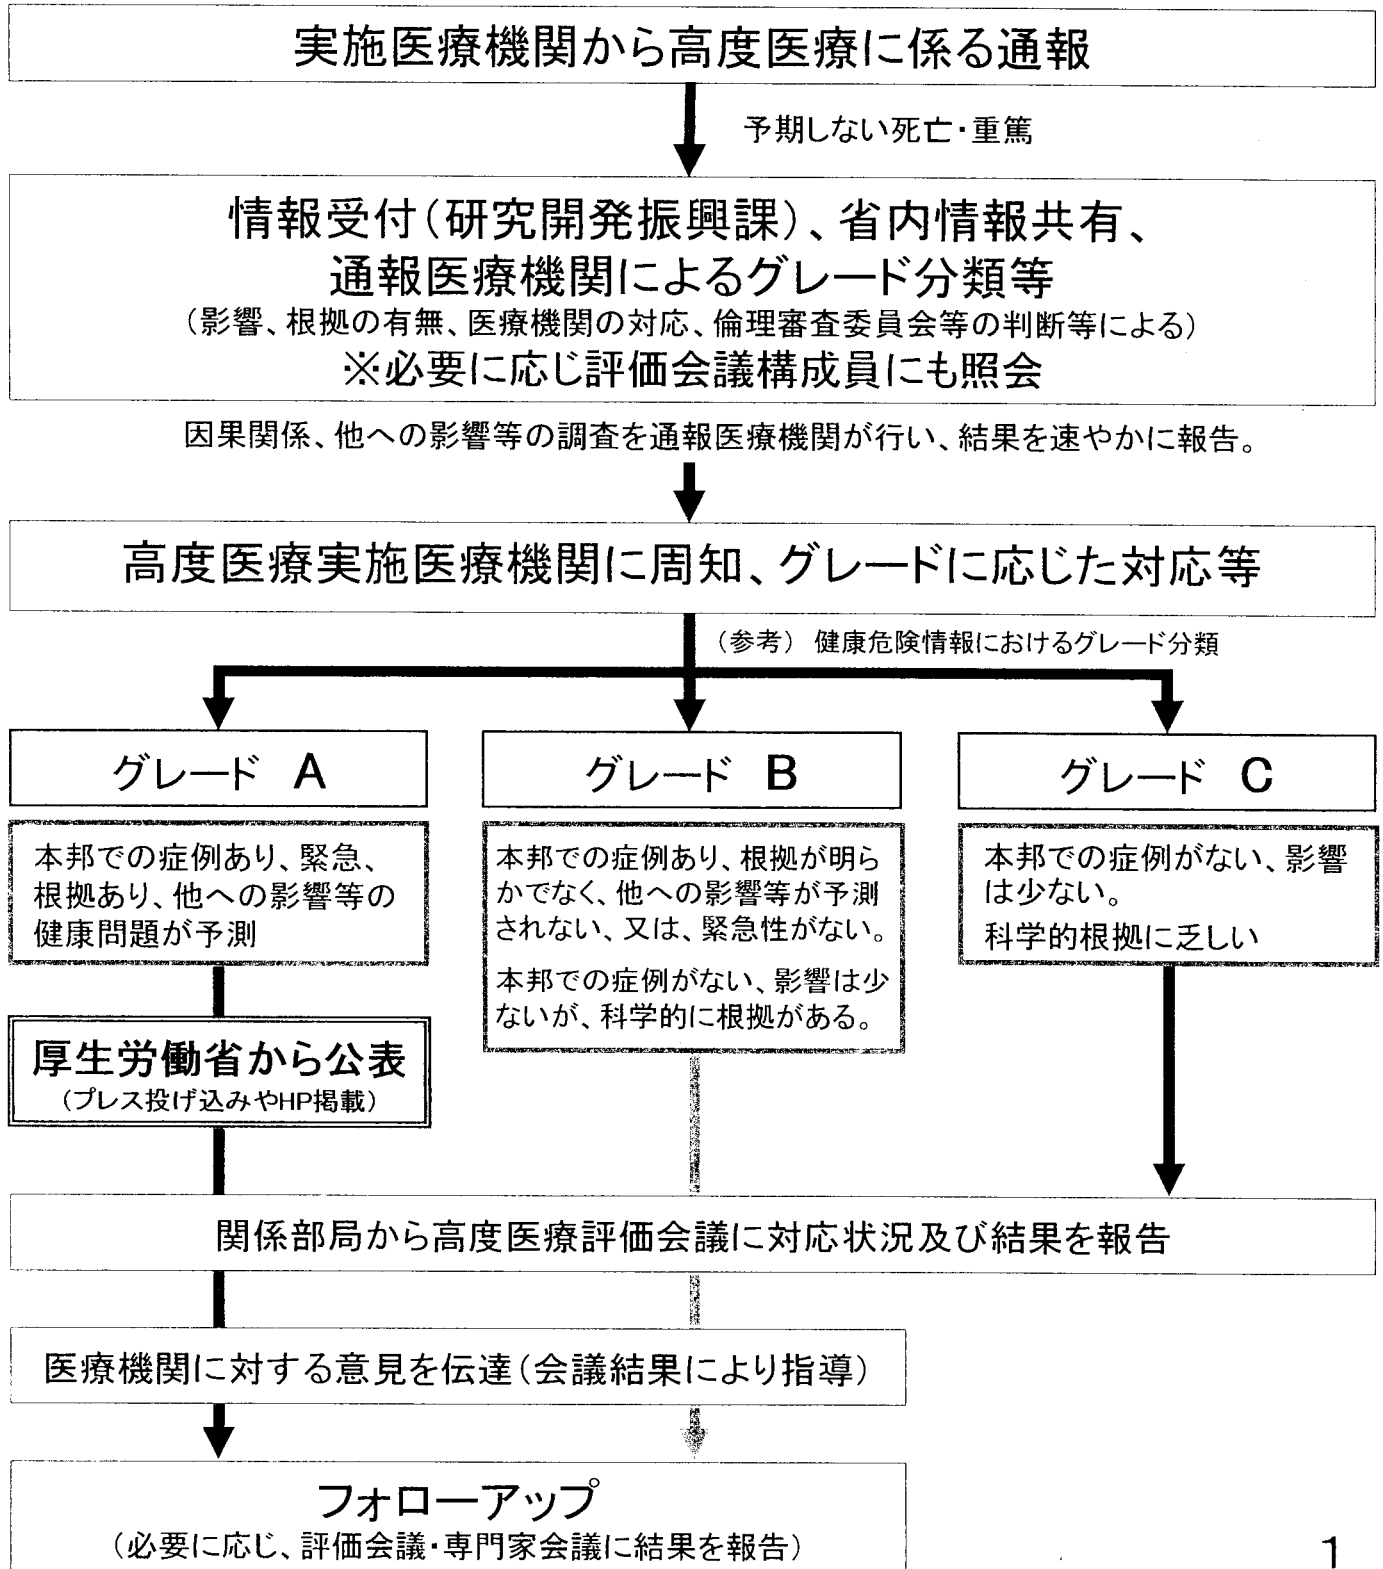 実施医療機関から高度医療に係る通報
予期しない死亡・重篤
情報受付（研究開発振興課）、省内情報共有、
通報医療機関によるグレード分類等
（影響、根拠の有無、医療機関の対応、倫理審査委員会等の判断等による）
※必要に応じ評価会議構成員にも照会
因果関係、他への影響等の調査を通報医療機関が行い、結果を速やかに報告。
高度医療実施医療機関に周知、グレードに応じた対応等
（参考） 健康危険情報におけるグレード分類
グレード A
本邦での症例あり、緊急、
根拠あり、他への影響等の
健康問題が予測
厚生労働省から公表
（プレス投げ込みやHP掲載）
グレード B
本邦での症例あり、根拠が明ら
かでなく、他への影響等が予測
されない、又は、緊急性がない。
本邦での症例がない、影響は少
ないが、科学的に根拠がある。
グレード C
本邦での症例がない、影響
は少ない。
科学的根拠に乏しい
関係部局から高度医療評価会議に対応状況及び結果を報告
医療機関に対する意見を伝達（会議結果により指導）
フォローアップ
（必要に応じ、評価会議・専門家会議に結果を報告）
1